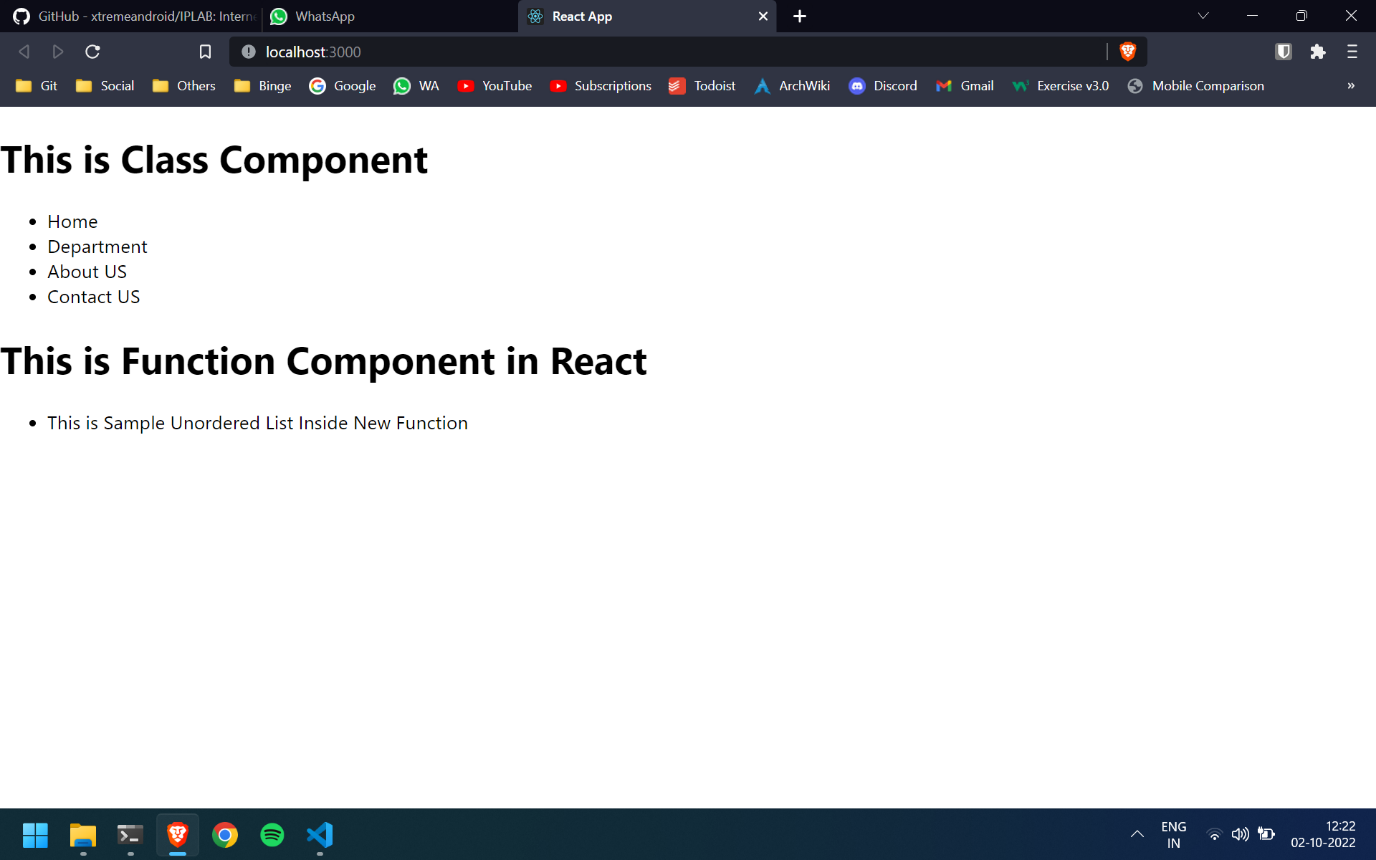 GitHub - xtremeandroid/IPLAB: Intern
WhatsApp
React App
localhost:3000
Git Social Others Binge Google WA YouTube Subscriptions Todoist ArchWiki Discord Gmail Exercise v3.0 Mobile Comparison »
This is Class Component
• Home
• Department
• About US
• Contact US
This is Function Component in React
• This is Sample Unordered List Inside New Function
ENG
IN
12:22
02-10-2022